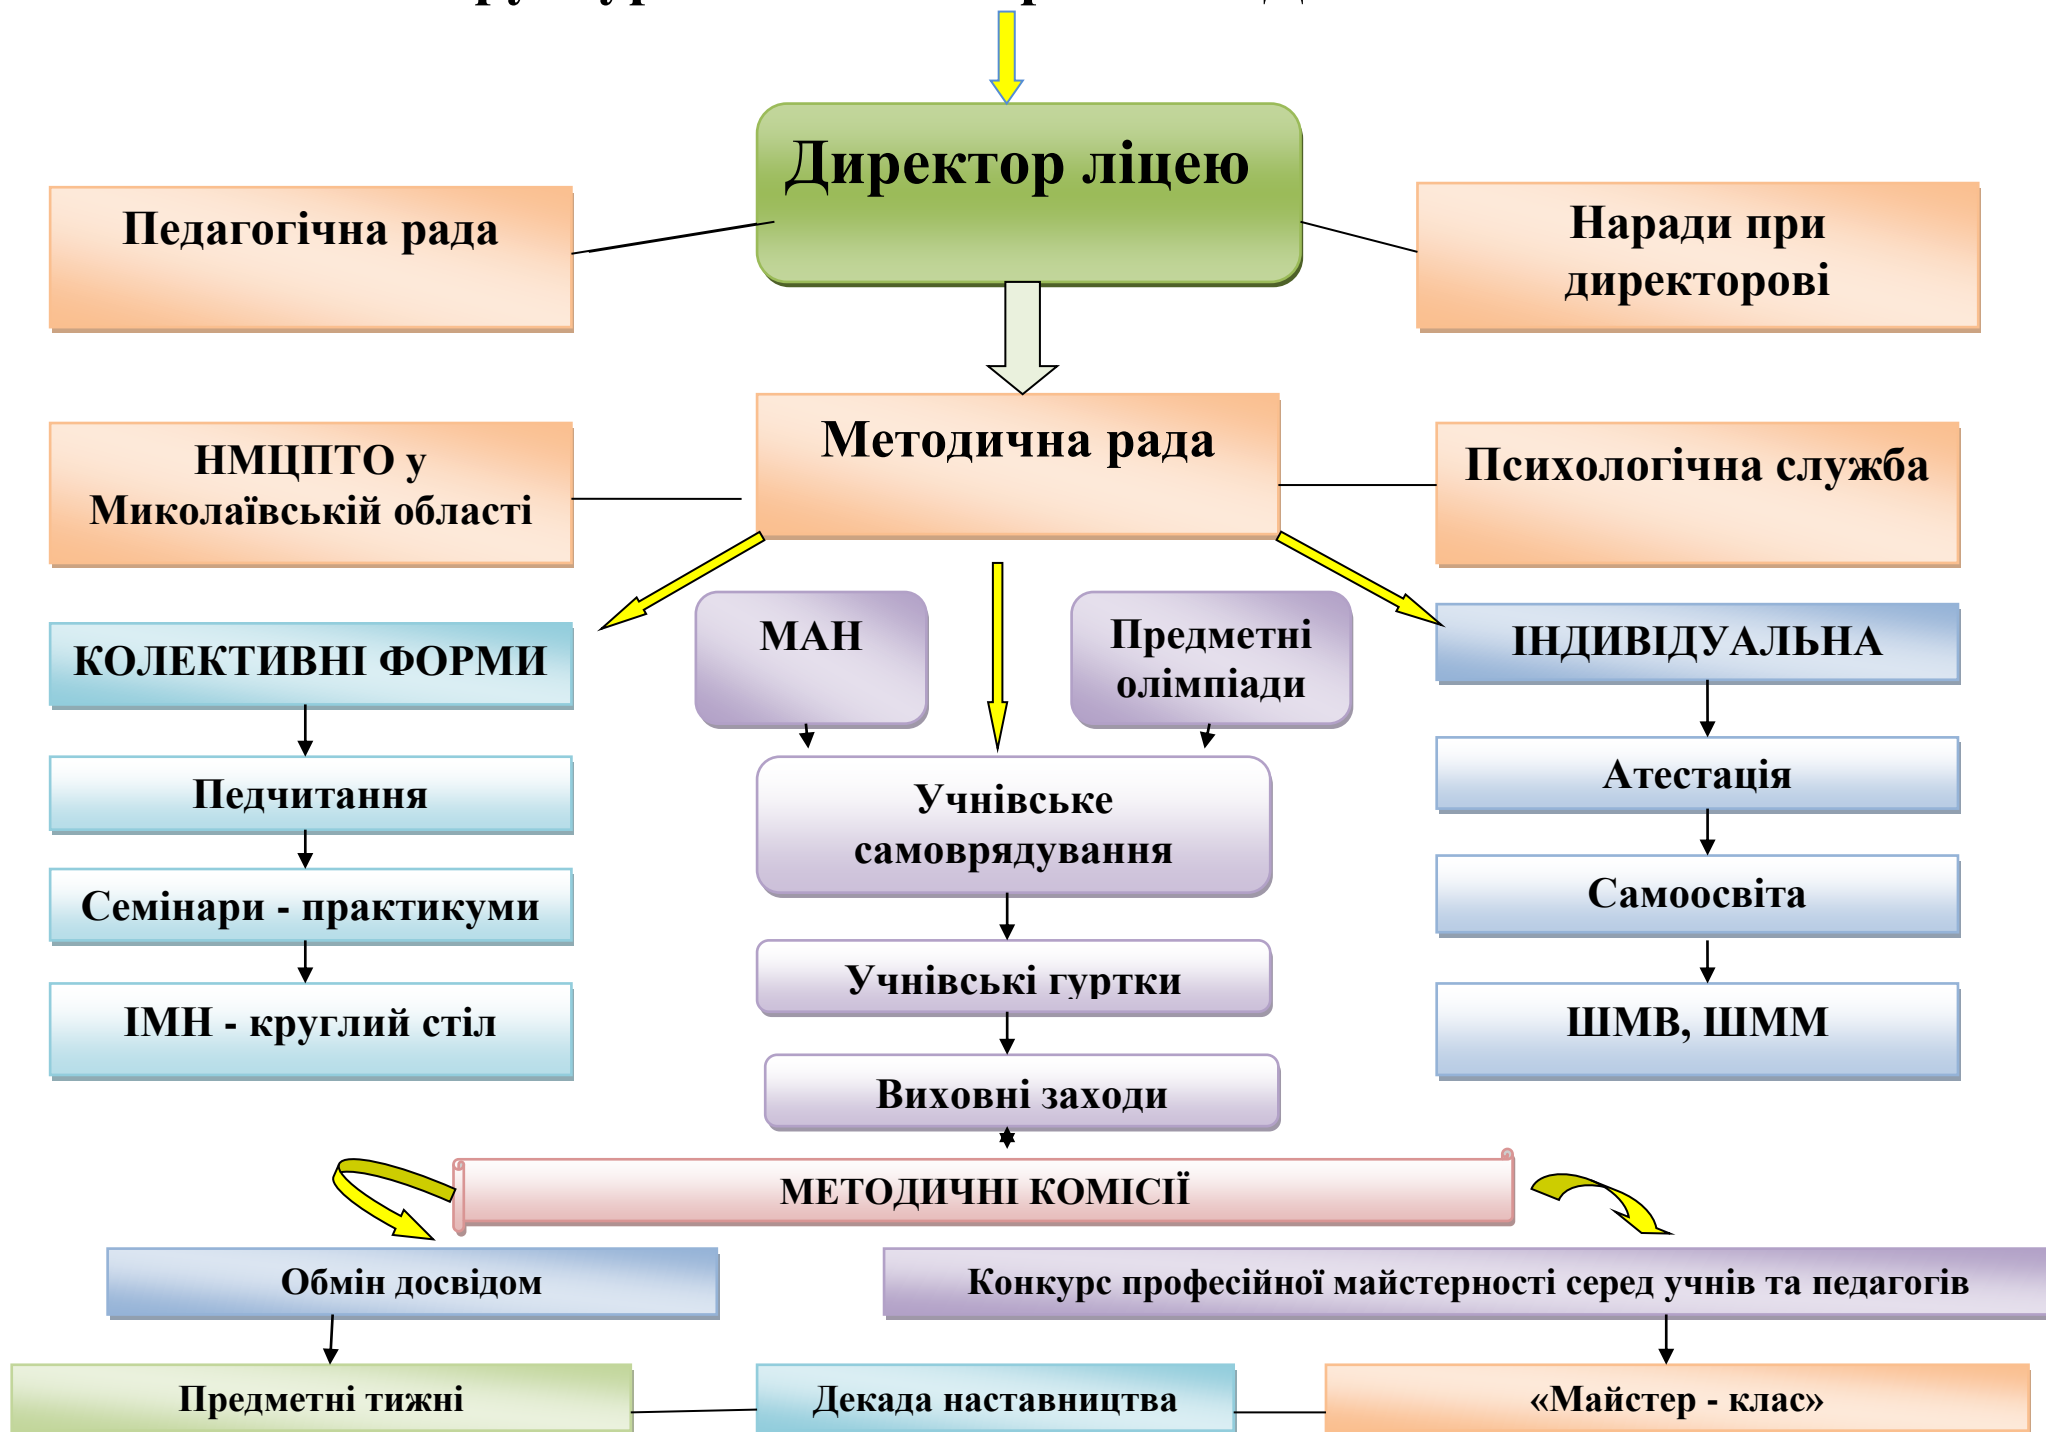 Директор ліцею
Педагогічна рада
Наради при
директорові
Методична рада
НМЦПТО у
Миколаївській області
Психологічна служба
МАН
Предметні
олімпіади
КОЛЕКТИВНІ ФОРМИ
ІНДИВІДУАЛЬНА
Педчитання
Учнівське
самоврядування
Атестація
Семінари - практикуми
Самоосвіта
Учнівські гуртки
ІМН - круглий стіл
ШМВ, ШММ
Виховні заходи
МЕТОДИЧНІ КОМІСІЇ
Обмін досвідом
Конкурс професійної майстерності серед учнів та педагогів
Предметні тижні
Декада наставництва
«Майстер - клас»